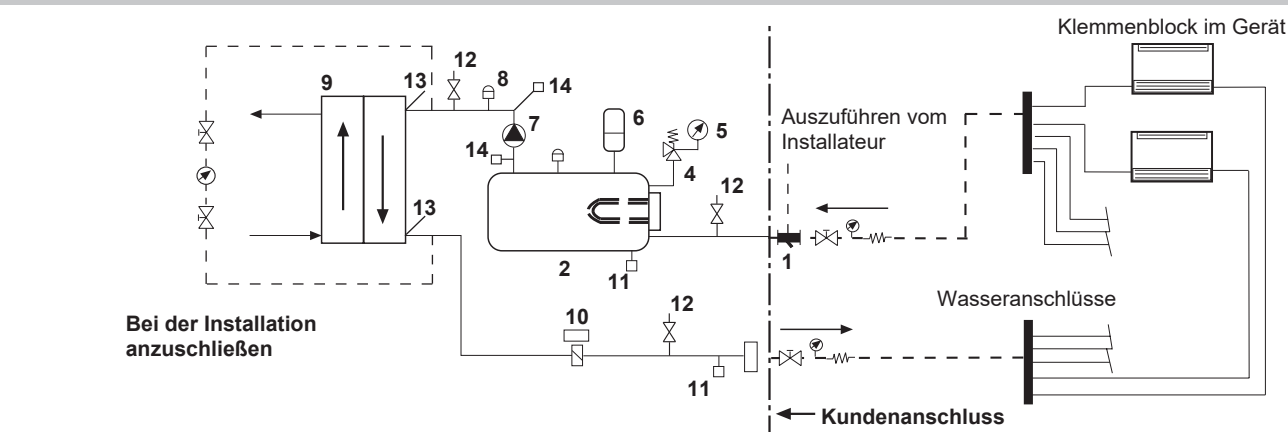 Klemmenblock im Gerät
12
8
9
13
14
6
5
Auszuführen vom
Installateur
7
14
4
12
13
2
11
1
Wasseranschlüsse
12
10
Bei der Installation
anzuschließen
11
Kundenanschluss